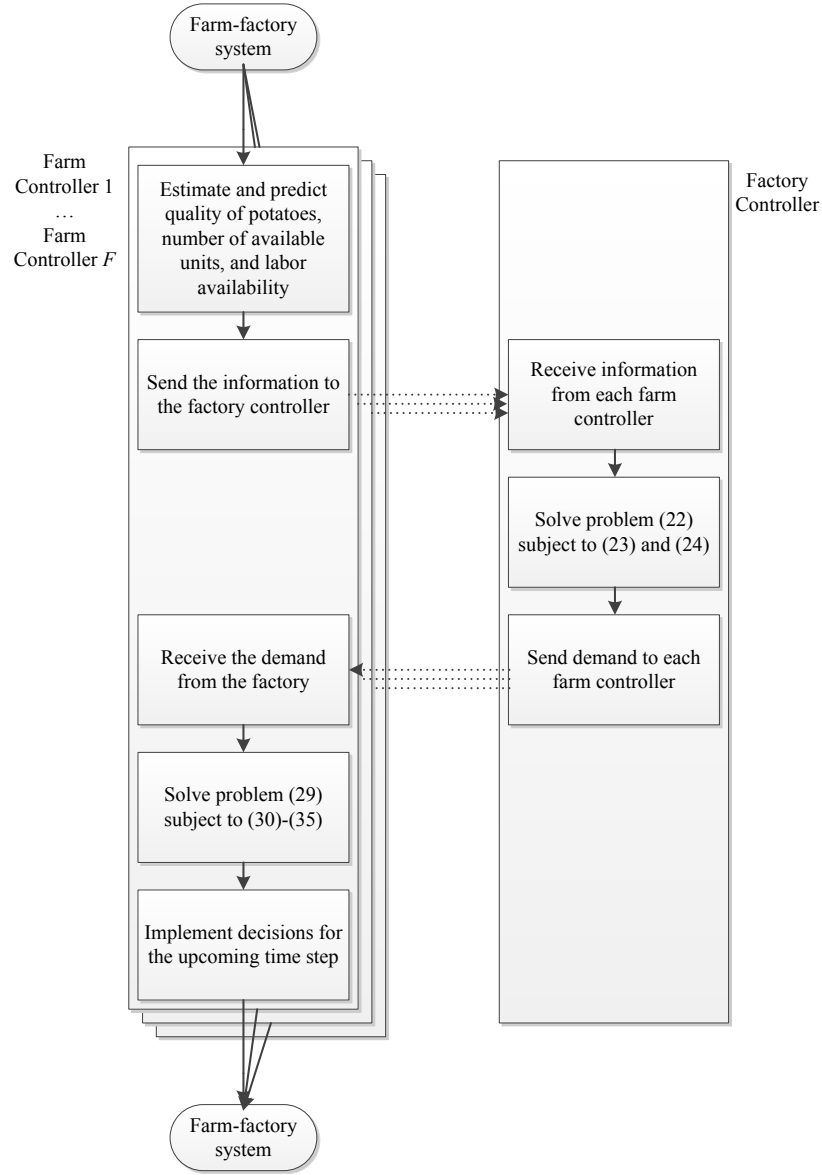 Farm-factory
system
Farm
Controller 1
…
Farm
Controller F
Estimate and predict
quality of potatoes,
number of available
units, and labor
availability
Send the information to
the factory controller
Factory
Controller
Receive information
from each farm
controller
Solve problem (22)
subject to (23) and (24)
Send demand to each
farm controller
Receive the demand
from the factory
Solve problem (29)
subject to (30)-(35)
Implement decisions for
the upcoming time step
Farm-factory
system